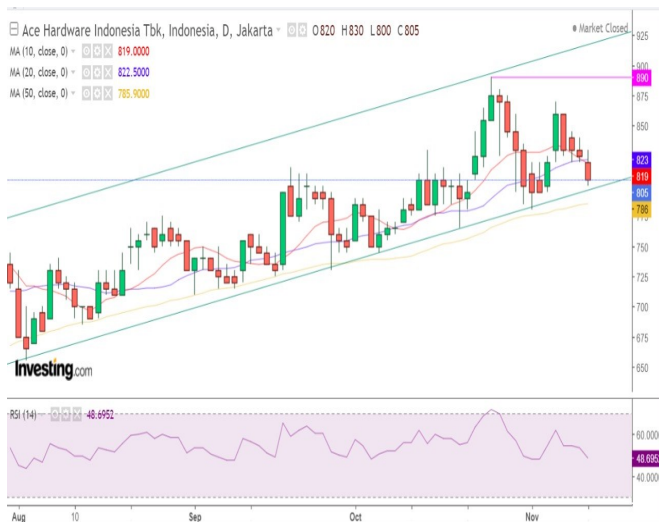 Ace Hardware Indonesia Tbk, Indonesia, D, Jakarta O820 H830 L800 C805
Market Closed
MA (10, close, 0) 819.0000
MA (20, close, 0) 822.5000
MA (50, close, 0) 785.9000
925
900
890
875
850
823
819
805
786
775
750
725
700
675
650
Investing.com
RSI (14) 48.6952
60.0000
48.6952
40.0000
Aug 10 Sep Oct Nov